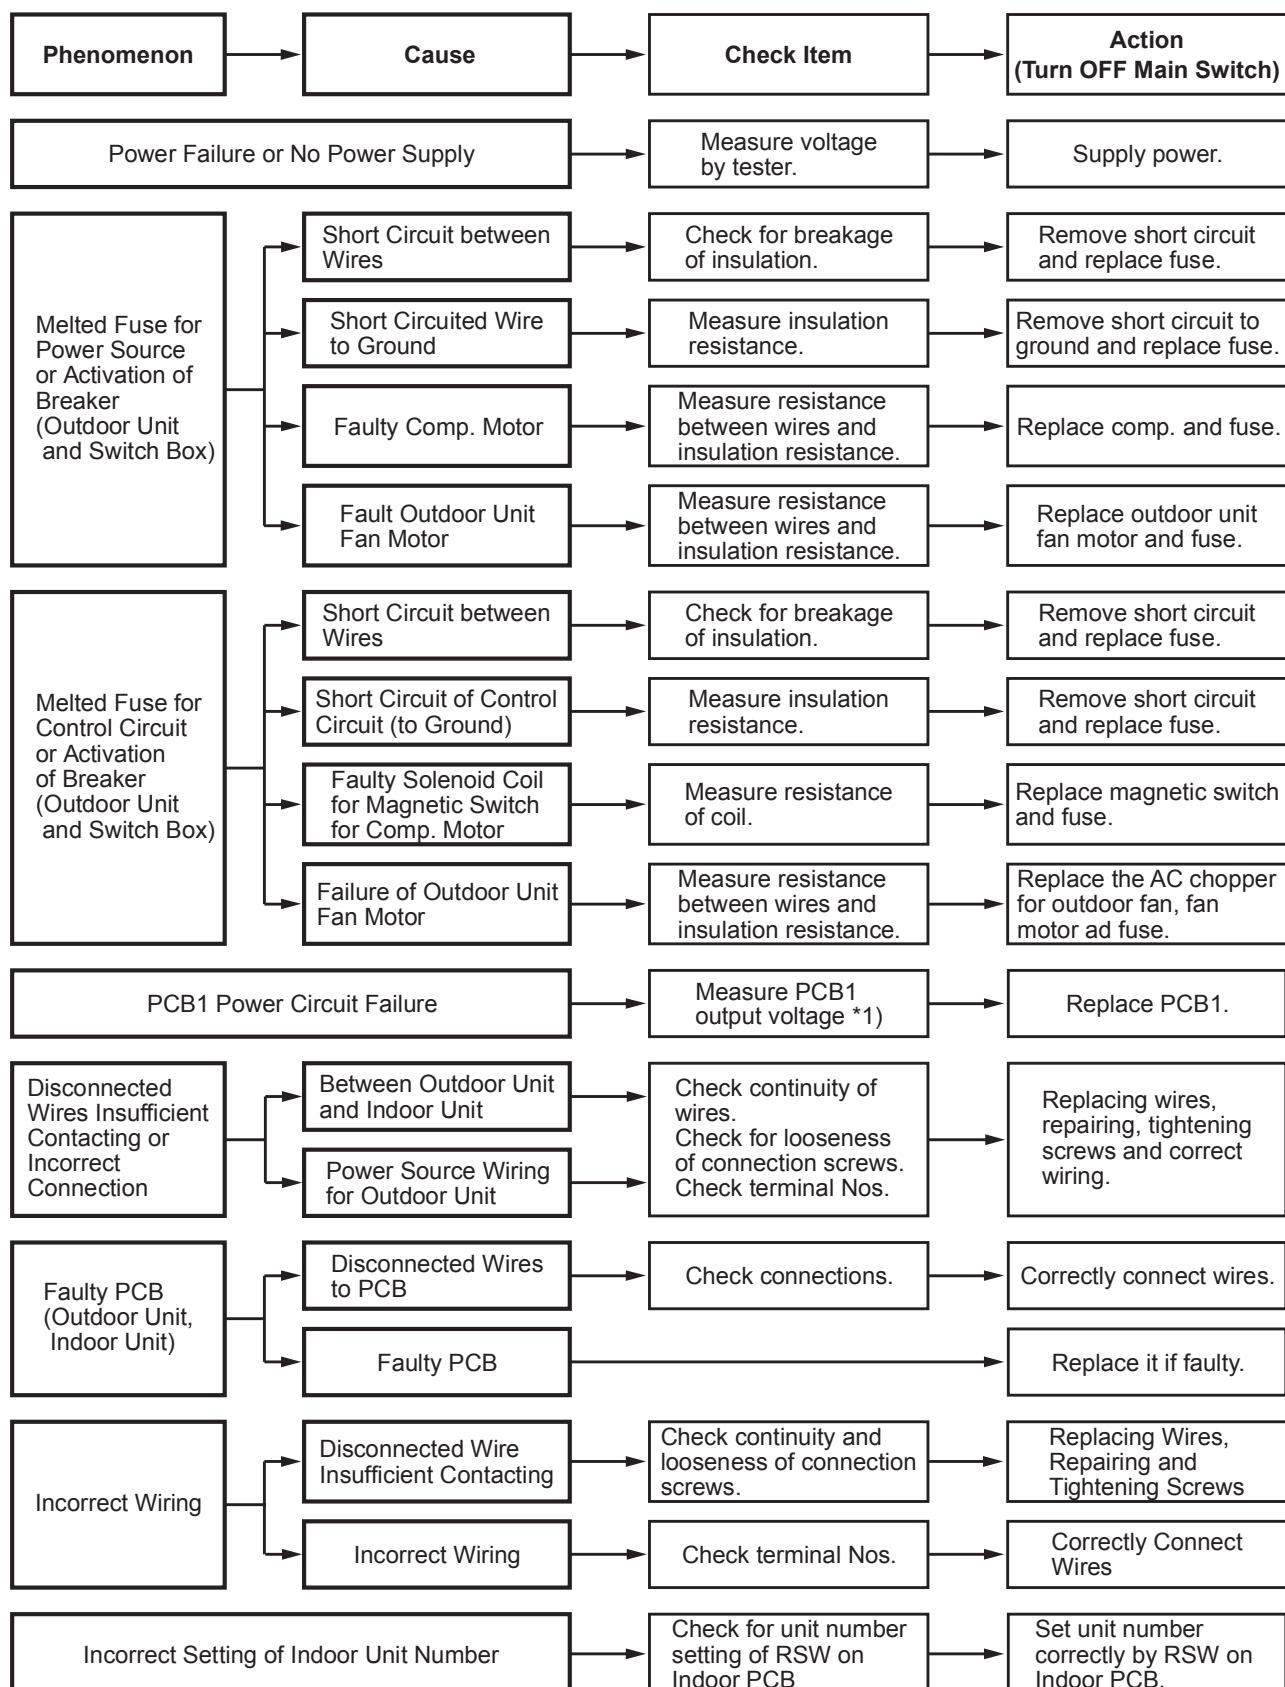 Phenomenon
Cause
Check Item
Action
(Turn OFF Main Switch)
Power Failure or No Power Supply
Measure voltage
by tester.
Supply power.
Melted Fuse for
Power Source
or Activation of
Breaker
(Outdoor Unit
and Switch Box)
Short Circuit between
Wires
Check for breakage
of insulation.
Remove short circuit
and replace fuse.
Short Circuited Wire
to Ground
Measure insulation
resistance.
Remove short circuit to
ground and replace fuse.
Faulty Comp. Motor
Measure resistance
between wires and
insulation resistance.
Replace comp. and fuse.
Fault Outdoor Unit
Fan Motor
Measure resistance
between wires and
insulation resistance.
Replace outdoor unit
fan motor and fuse.
Melted Fuse for
Control Circuit
or Activation
of Breaker
(Outdoor Unit
and Switch Box)
Short Circuit between
Wires
Check for breakage
of insulation.
Remove short circuit
and replace fuse.
Short Circuit of Control
Circuit (to Ground)
Measure insulation
resistance.
Remove short circuit
and replace fuse.
Faulty Solenoid Coil
for Magnetic Switch
for Comp. Motor
Measure resistance
of coil.
Replace magnetic switch
and fuse.
Failure of Outdoor Unit
Fan Motor
Measure resistance
between wires and
insulation resistance.
Replace the AC chopper
for outdoor fan, fan
motor ad fuse.
PCB1 Power Circuit Failure
Measure PCB1
output voltage *1)
Replace PCB1.
Disconnected
Wires Insufficient
Contacting or
Incorrect
Connection
Between Outdoor Unit
and Indoor Unit
Power Source Wiring
for Outdoor Unit
Check continuity of
wires.
Check for looseness
of connection screws.
Check terminal Nos.
Replacing wires,
repairing, tightening
screws and correct
wiring.
Faulty PCB
(Outdoor Unit,
Indoor Unit)
Disconnected Wires
to PCB
Check connections.
Correctly connect wires.
Faulty PCB
Replace it if faulty.
Incorrect Wiring
Disconnected Wire
Insufficient Contacting
Check continuity and
looseness of connection
screws.
Replacing Wires,
Repairing and
Tightening Screws
Incorrect Wiring
Check terminal Nos.
Correctly Connect
Wires
Incorrect Setting of Indoor Unit Number
Check for unit number
setting of RSW on
Indoor PCB
Set unit number
correctly by RSW on
Indoor PCB.